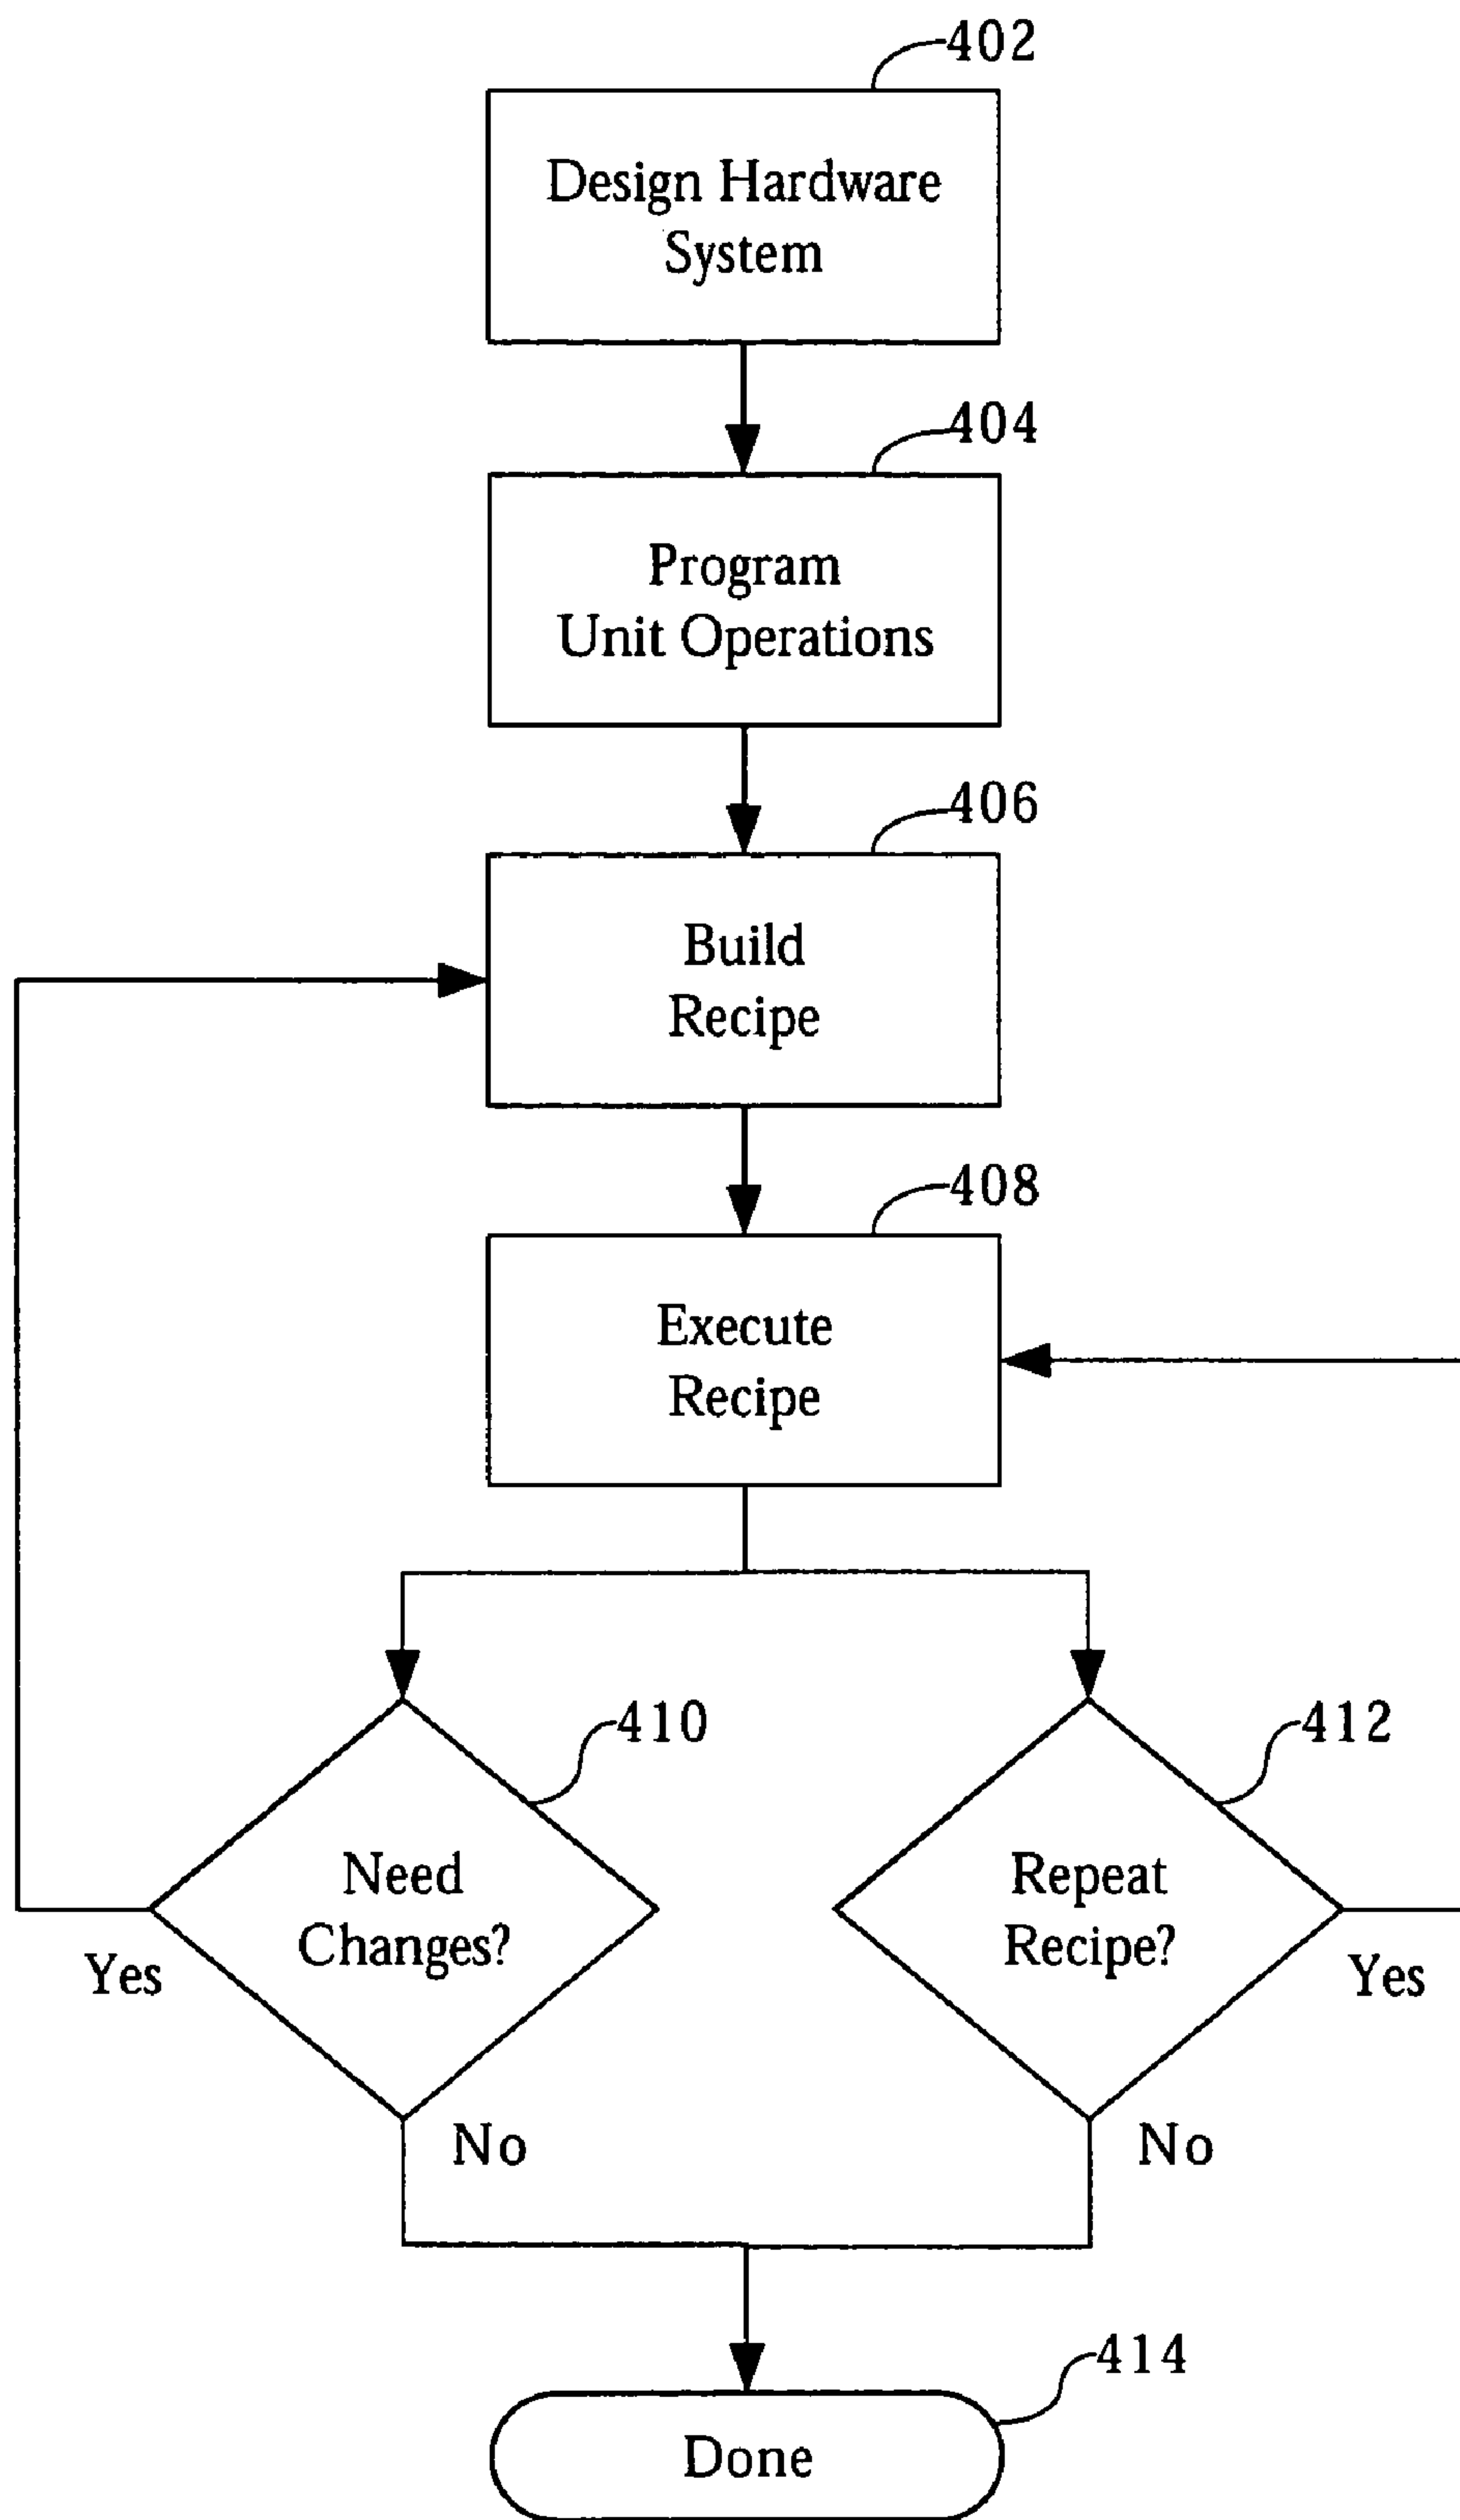 402
Design Hardware
System
404
Program
Unit Operations
406
Build
Recipe
408
Execute
Recipe
410
412
Need
Changes?
Repeat
Recipe?
Yes
Yes
No
No
414
Done